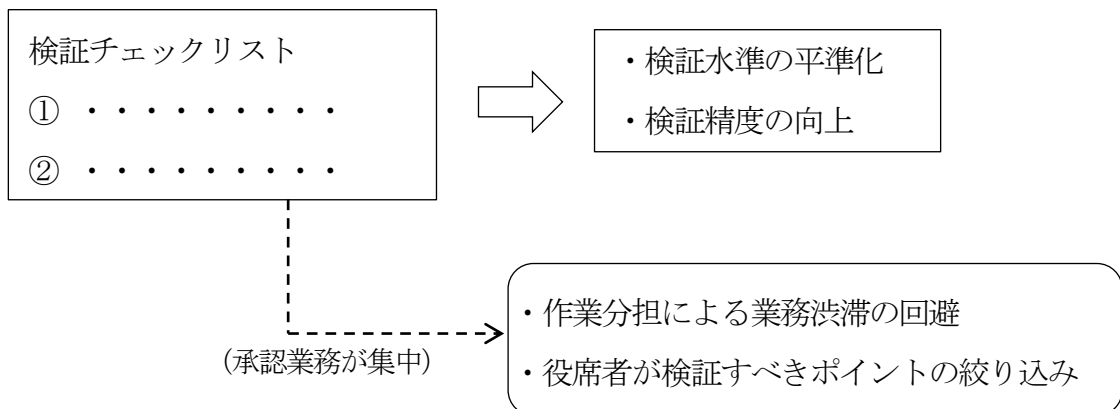 検証チェックリスト
① ・・・・・・・・・
② ・・・・・・・・・
・検証水準の平準化
・検証精度の向上
(承認業務が集中)
・作業分担による業務渋滞の回避
・役席者が検証すべきポイントの絞り込み